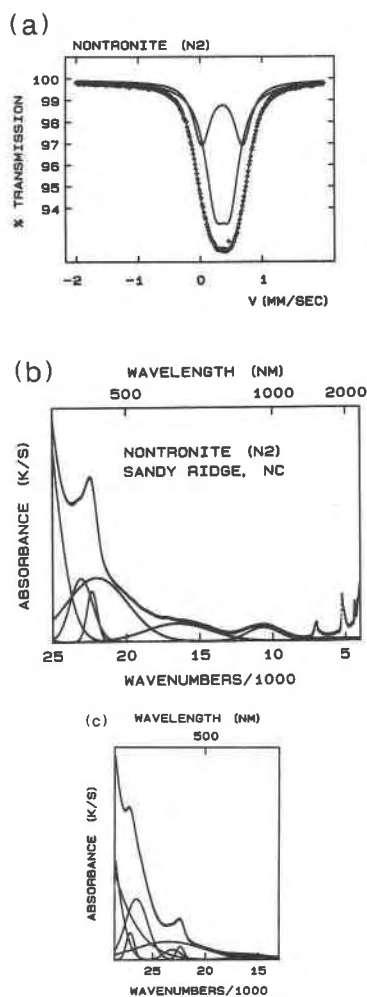 (a)
NONTRONITE (N2)
100
99
98
97
96
95
94
% TRANSMISSION
-2 -1 0 1
V (MM/SEC)
(b)
WAVELENGTH (NM)
500 1000 2000
NONTRONITE (N2)
SANDY RIDGE, NC
ABSORBANCE (K/S)
25 20 15 10 5
WAVENUMBERS/1000
(c)
WAVELENGTH (NM)
500
ABSORBANCE (K/S)
25 20 15
WAVENUMBERS/1000